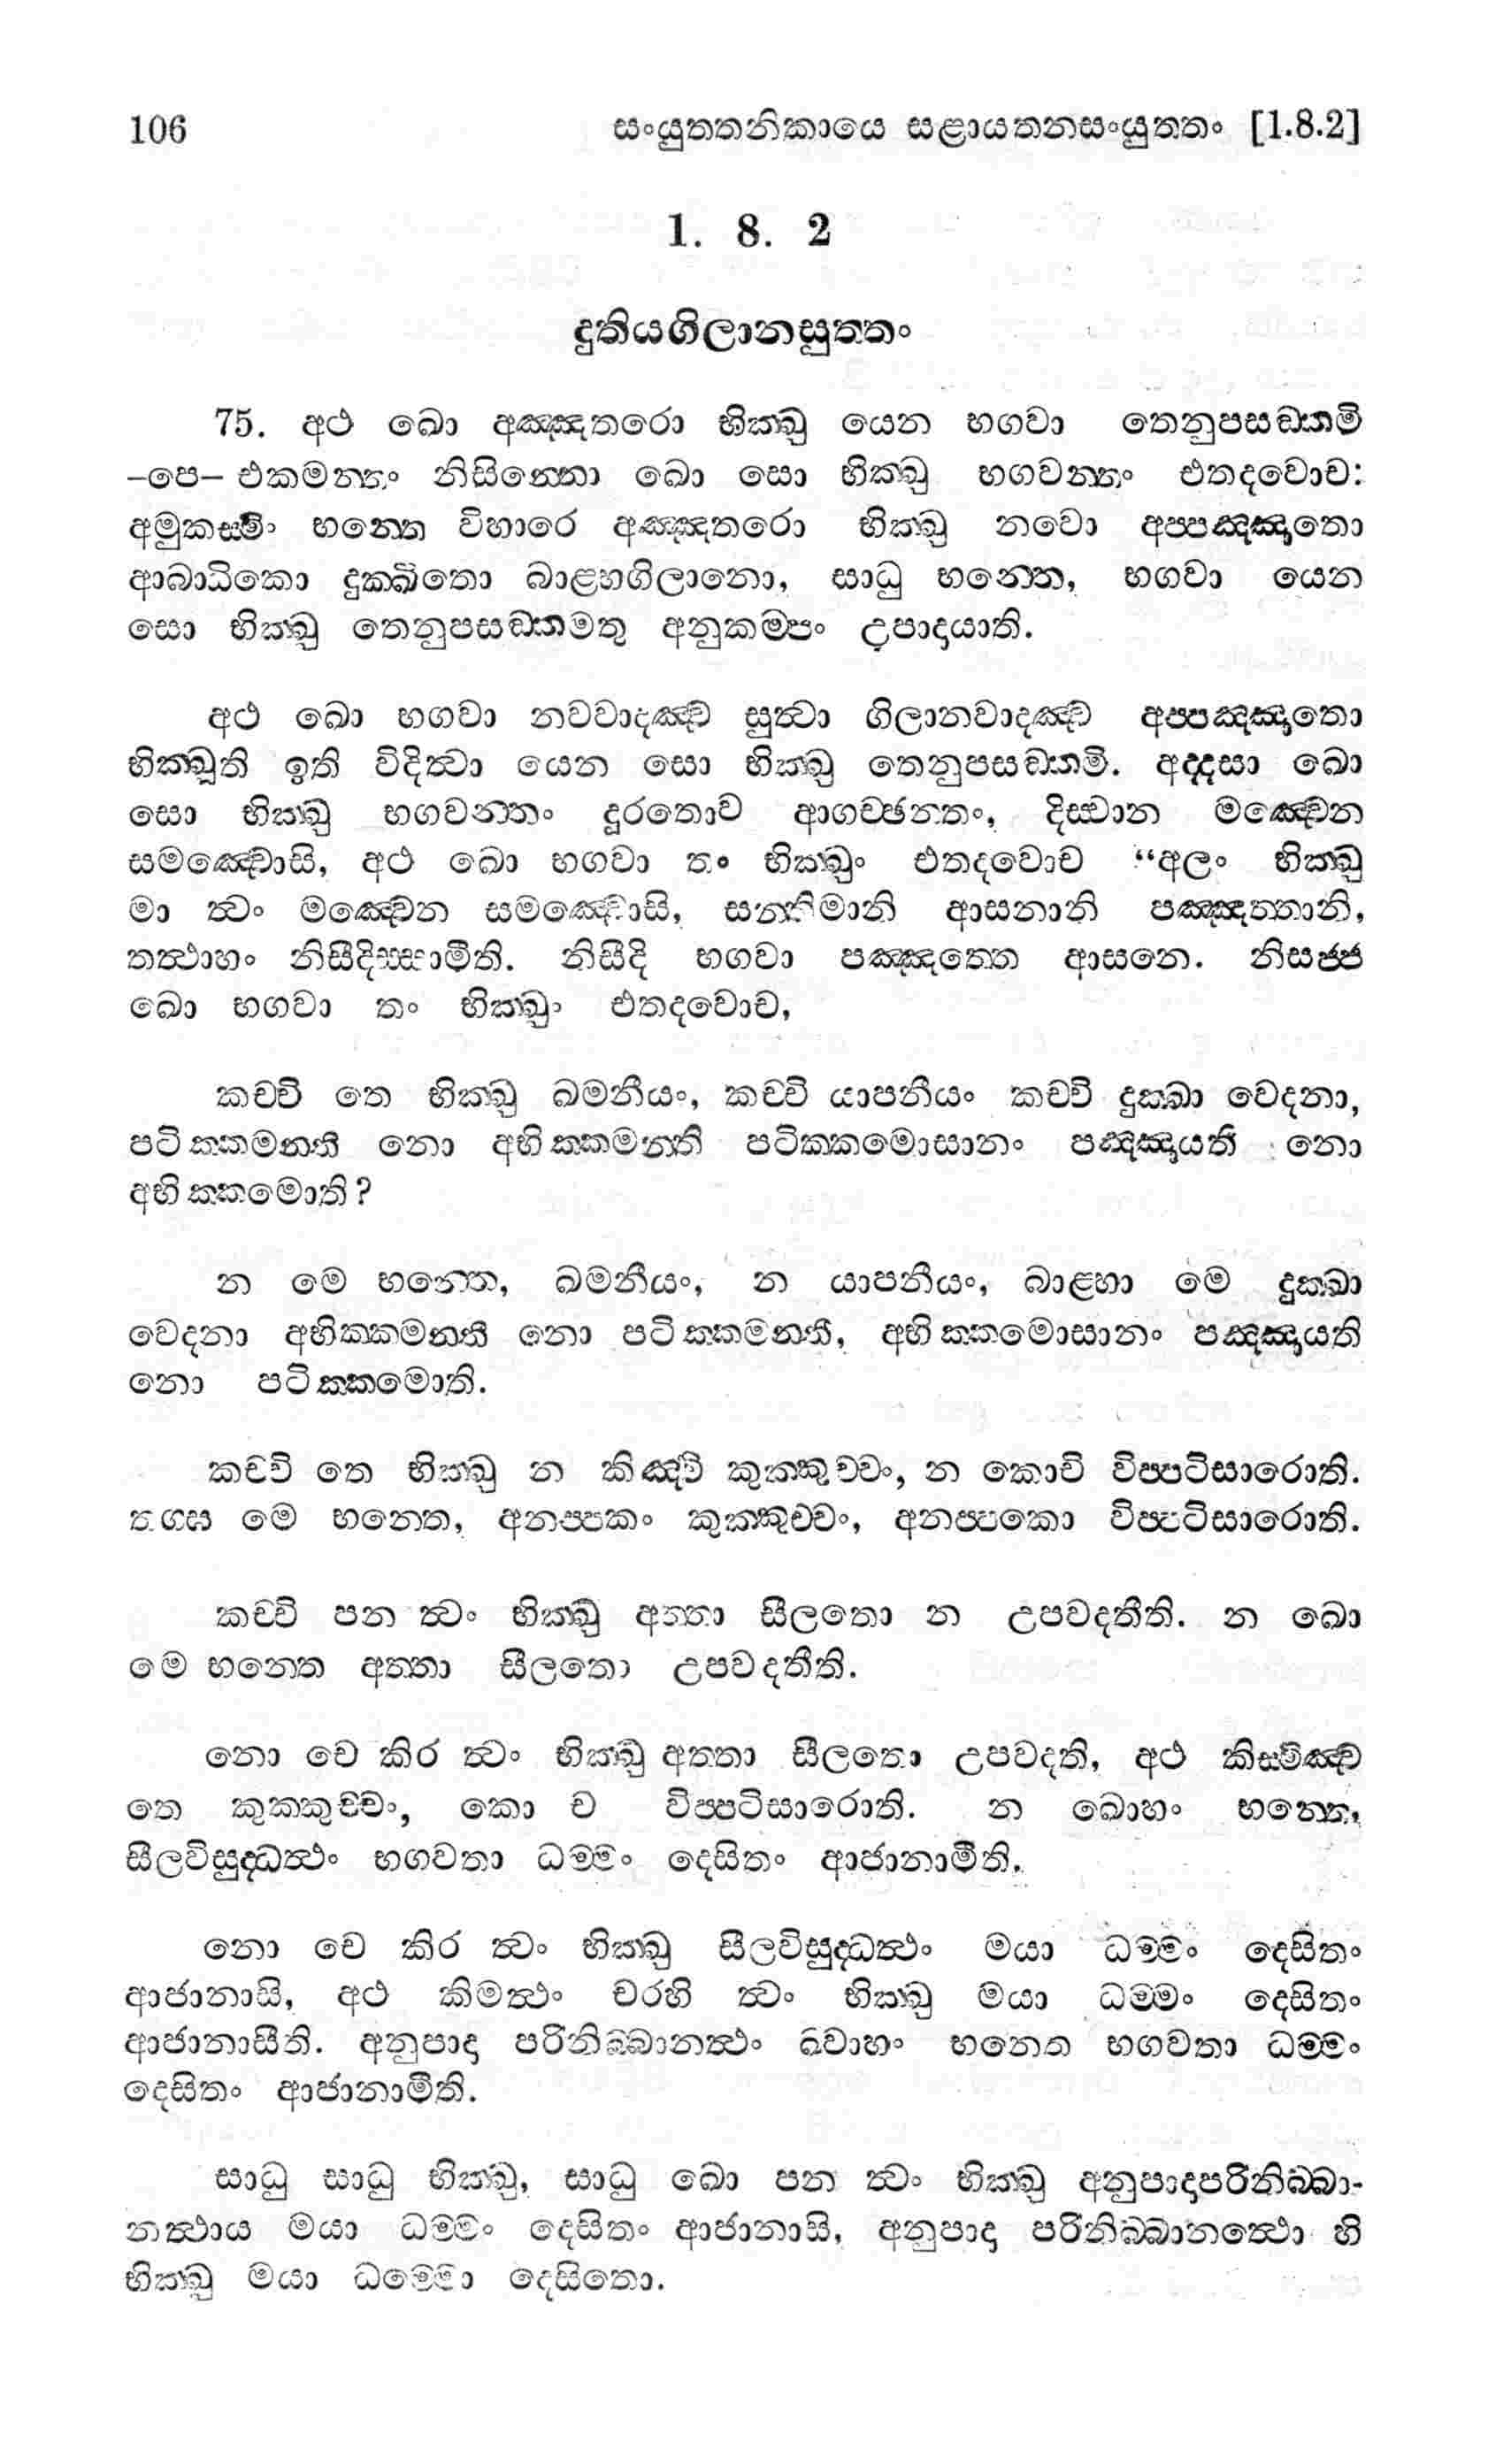 106 සංයුත්තනිකායෙ සළායතනසංයුත්තං [1.8.2]
1. 8. 2
දුතියගිලානසුත්තං
75. අථ ඛො අඤ්ඤතරො භික්ඛු යෙන භගවා තෙනුපසඞ්කමි
–පෙ– එකමන්තං නිසින්නො ඛො සො භික්ඛු භගවන්තං එතදවොච:
අමුකස්මිං භන්තෙ විහාරෙ අඤ්ඤතරො භික්ඛු නවො අප්පඤ්ඤාතො
ආබාධිකො දුක්ඛිතො බාළ්හගිලානො, සාධු භන්තෙ, භගවා යෙන
සො භික්ඛු තෙනුපසඞ්කමතු අනුකම්පං උපාදායාති.
අථ ඛො භගවා නවවාදඤ්ච සුත්වා ගිලානවාදඤ්ච අප්පඤ්ඤාතො
භික්ඛූති ඉති විදිත්වා යෙන සො භික්ඛු තෙනුපසඞ්කමි. අද්දසා ඛො
සො භික්ඛු භගවන්තං දූරතොව ආගච්ඡන්තං, දිස්වාන මඤ්චෙන
සමඤ්චොසි, අථ ඛො භගවා තං භික්ඛුං එතදවොච “අලං භික්ඛු
මා ත්වං මඤ්චෙන සමඤ්චොසි, සන්තිමානි ආසනානි පඤ්ඤත්තානි,
තත්ථාහං නිසීදිස්සාමීති. නිසීදි භගවා පඤ්ඤත්තෙ ආසනෙ. නිසජ්ජ
ඛො භගවා තං භික්ඛුං එතදවොච,
කච්චි තෙ භික්ඛු ඛමනීයං, කච්චි යාපනීයං කච්චි දුක්ඛා වෙදනා,
පටික්කමන්තී නො අභික්කමන්ති පටික්කමොසානං පඤ්ඤායතී නො
අභික්කමොති?
න මෙ භන්තෙ, ඛමනීයං, න යාපනීයං, බාළ්හා මෙ දුක්ඛා
වෙදනා අභික්කමන්තී නො පටික්කමන්තී, අභික්කමොසානං පඤ්ඤායති
නො පටික්කමොති.
කච්චි තෙ භික්ඛු න කිඤ්චි කුක්කුච්චං, න කොචි විප්පටිසාරොති.
තග්ඝ මෙ භන්තෙ, අනප්පකං කුක්කුච්චං, අනප්පකො විප්පටිසාරොති.
කච්චි පන ත්වං භික්ඛු අත්තා සීලතො න උපවදතීති. න ඛො
මෙ භන්තෙ අත්තා සීලතො උපවදතීති.
නො චෙ කිර ත්වං භික්ඛු අත්තා සීලතො උපවදති, අථ කිස්මිඤ්ච
තෙ කුක්කුච්චං, කො ච විප්පටිසාරොති. න ඛොහං භන්තෙ,
සීලවිසුද්ධත්ථං භගවතා ධම්මං දෙසිතං ආජානාමීති.
නො චෙ කිර ත්වං භික්ඛු සීලවිසුද්ධත්ථං මයා ධම්මං දෙසිතං
ආජානාසි, අථ කිමත්ථං චරහි ත්වං භික්ඛු මයා ධම්මං දෙසිතං
ආජානාසීති. අනුපාදා පරිනිබ්බානත්ථං ඛ්වාහං භන්තෙ භගවතා ධම්මං
දෙසිතං ආජානාමීති.
සාධු සාධු භික්ඛු, සාධු ඛො පන ත්වං භික්ඛු අනුපාදාපරිනිබ්බා-
නත්ථාය මයා ධම්මං දෙසිතං ආජානාසි, අනුපාදා පරිනිබ්බානත්ථො හි
භික්ඛු මයා ධම්මො දෙසිතො.